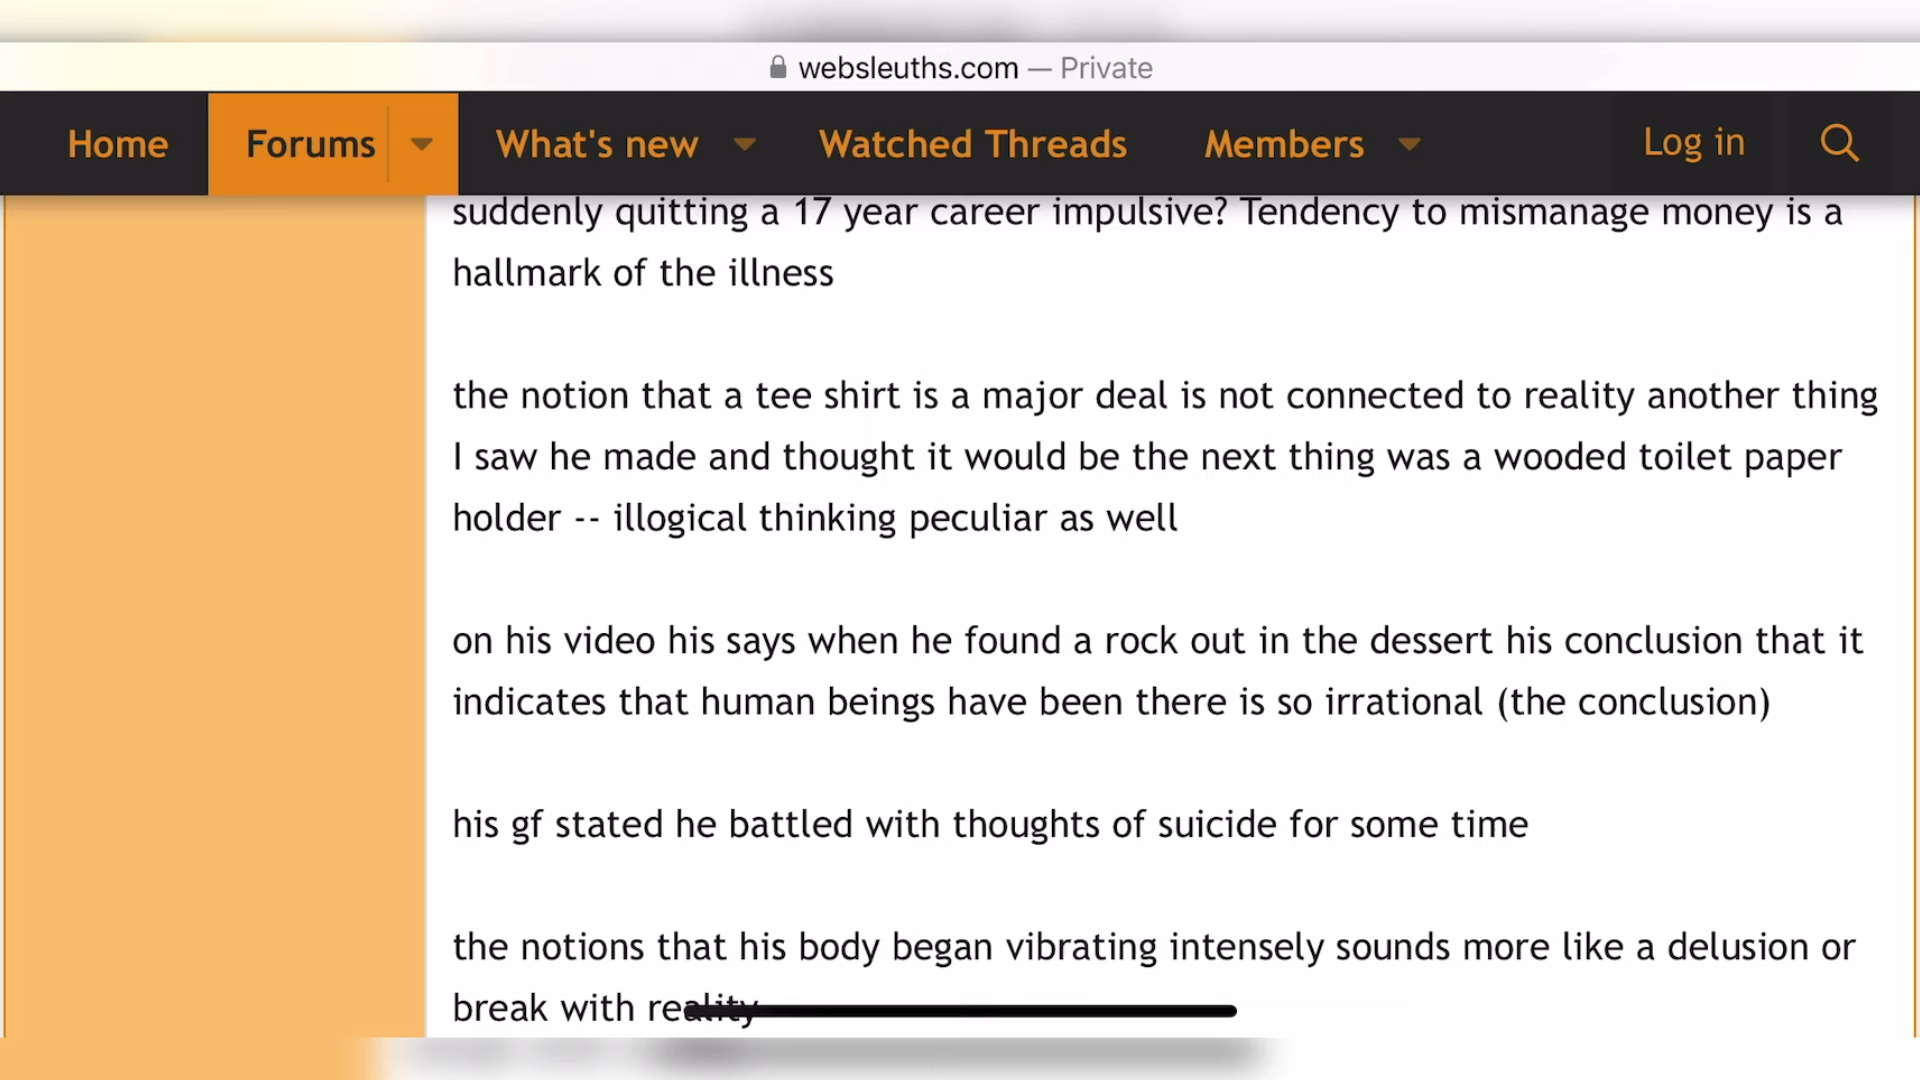 websleuths.com — Private
Home Forums What's new Watched Threads Members Log in
suddenly quitting a 17 year career impulsive? Tendency to mismanage money is a
hallmark of the illness
the notion that a tee shirt is a major deal is not connected to reality another thing
I saw he made and thought it would be the next thing was a wooded toilet paper
holder -- illogical thinking peculiar as well
on his video his says when he found a rock out in the dessert his conclusion that it
indicates that human beings have been there is so irrational (the conclusion)
his gf stated he battled with thoughts of suicide for some time
the notions that his body began vibrating intensely sounds more like a delusion or
break with reality